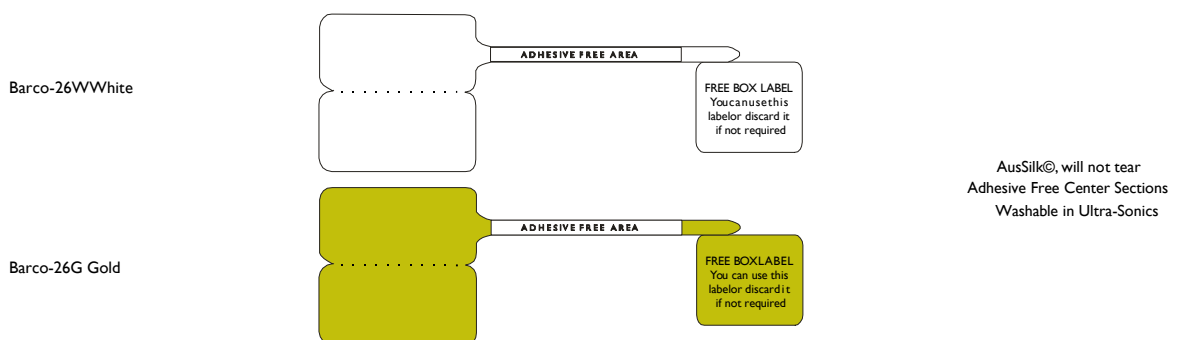 ADHESIVE FREE AREA
Barco-26WWhite
FREE BOX LABEL
Youcanusethis
labelor discard it
if not required
AusSilk©, will not tear
Adhesive Free Center Sections
Washable in Ultra-Sonics
ADHESIVE FREE AREA
Barco-26G Gold
FREE BOXLABEL
You can use this
labelor discardit
if not required